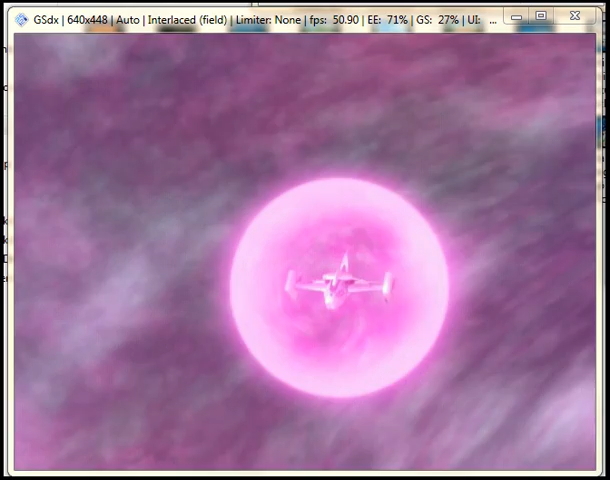 GSdx | 640x448 | Auto | Interlaced (field) | Limiter: None | fps: 50.90 | EE: 71% | GS: 27% | UI: ...